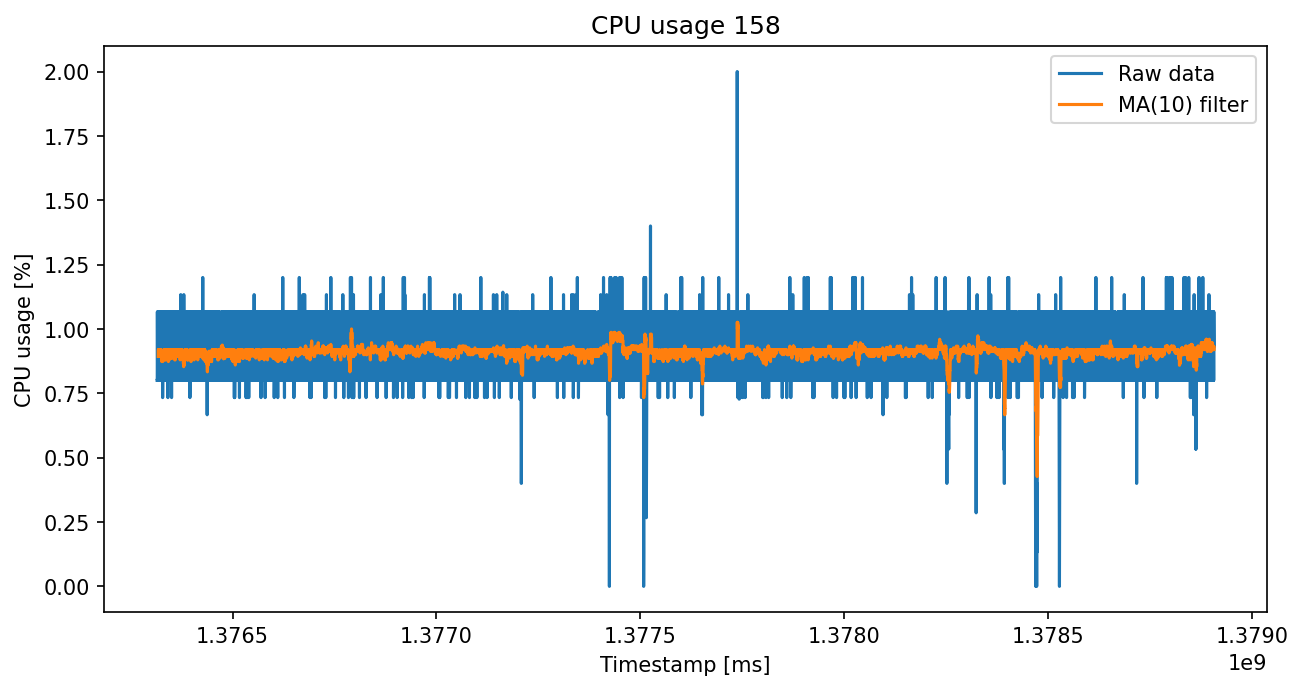 CPU usage 158
Raw data
MA(10) filter
CPU usage [%]
2.00
1.75
1.50
1.25
1.00
0.75
0.50
0.25
0.00
1.3765 1.3770 1.3775 1.3780 1.3785 1.3790
1e9
Timestamp [ms]